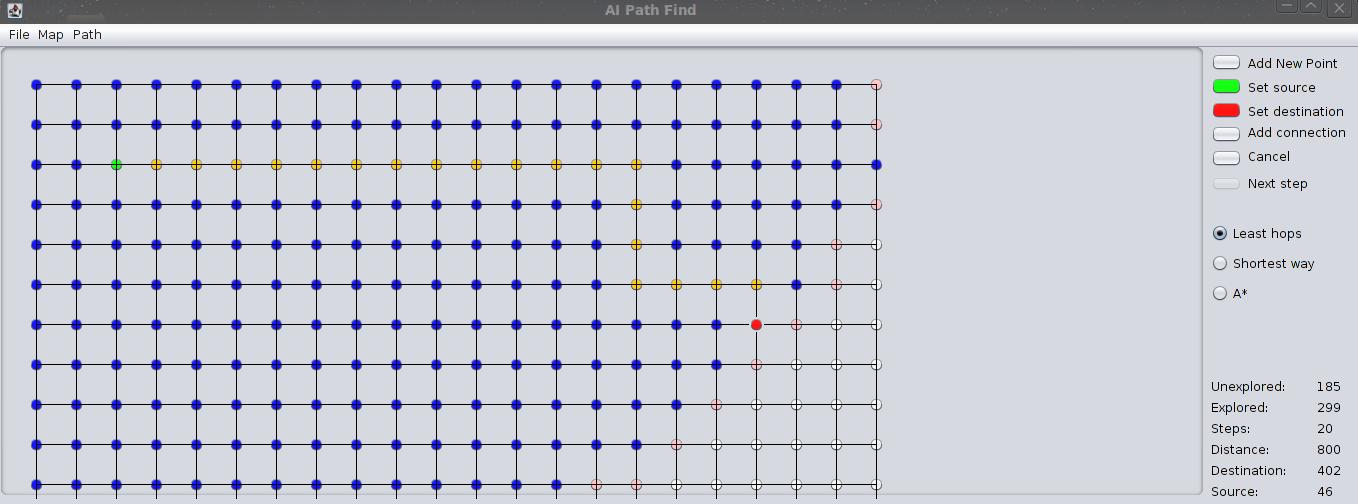 AI Path Find
File Map Path
Add New Point
Set source
Set destination
Add connection
Cancel
Next step
Least hops
Shortest way
A*
Unexplored: 185
Explored: 299
Steps: 20
Distance: 800
Destination: 402
Source: 46